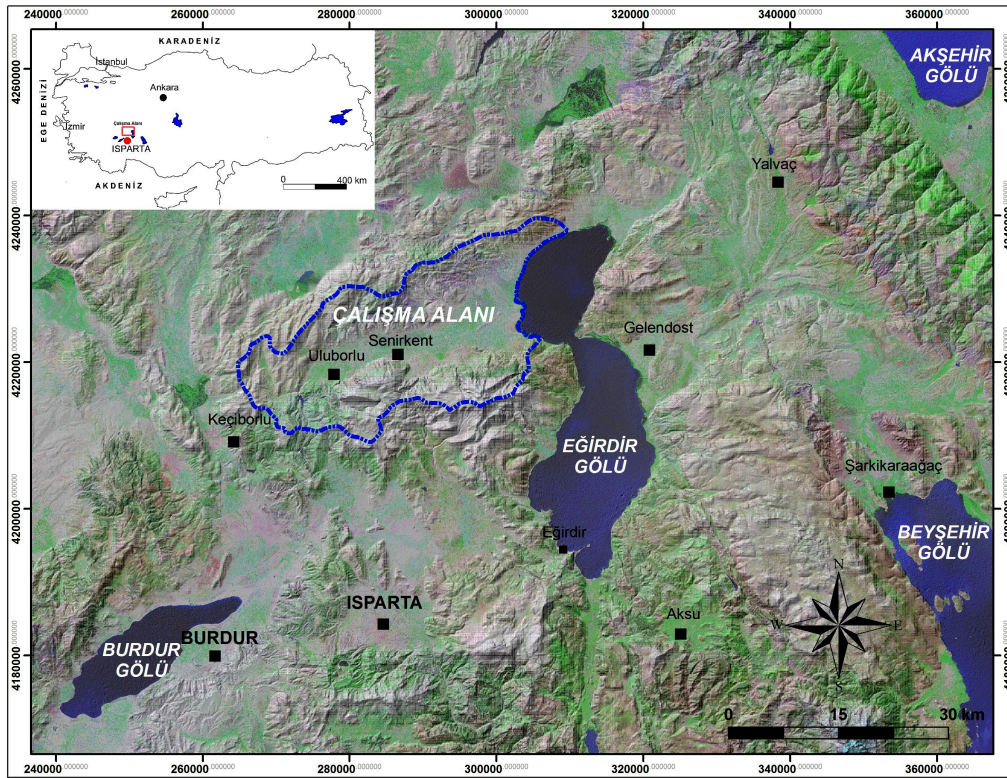 240000.000000 260000.000000 280000.000000 300000.000000 320000.000000 340000.000000 360000.000000
KARADENİZ
İstanbul
Ankara
EGE DENİZİ
İzmir
Çalışma Alanı
ISPARTA
AKDENİZ
0 400 km
AKŞEHİR
GÖLÜ
Yalvaç
ÇALIŞMA ALANI
Senirkent
Uluborlu
Keçiborlu
Gelendost
EĞİRDİR
GÖLÜ
Şarkikaraağaç
BEYŞEHİR
GÖLÜ
Eğirdir
ISPARTA
BURDUR
BURDUR
GÖLÜ
Aksu
N
W
E
S
0 15 30 km
4260000.000000
4240000.000000
4220000.000000
4200000.000000
4180000.000000
240000.000000 260000.000000 280000.000000 300000.000000 320000.000000 340000.000000 360000.000000